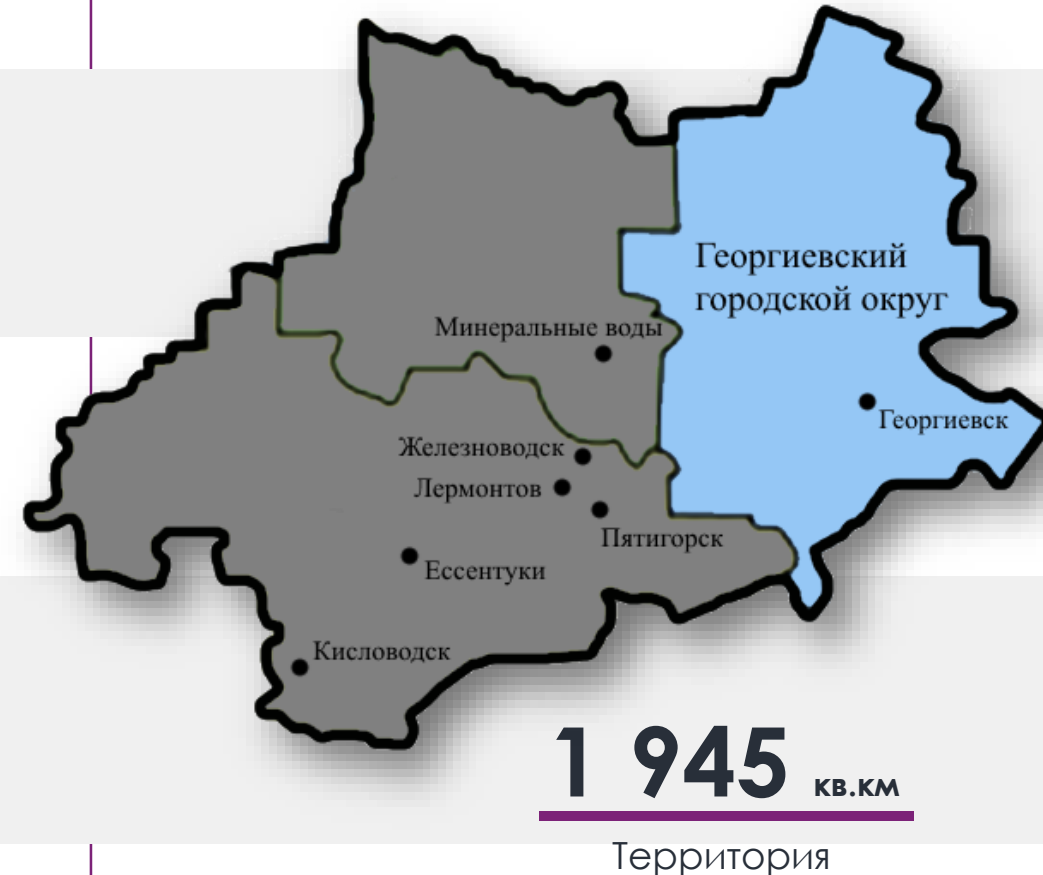 Георгиевский
городской округ
Минеральные воды
Георгиевск
Железноводск
Лермонтов
Пятигорск
Ессентуки
Кисловодск
1 945 кв.км
Территория